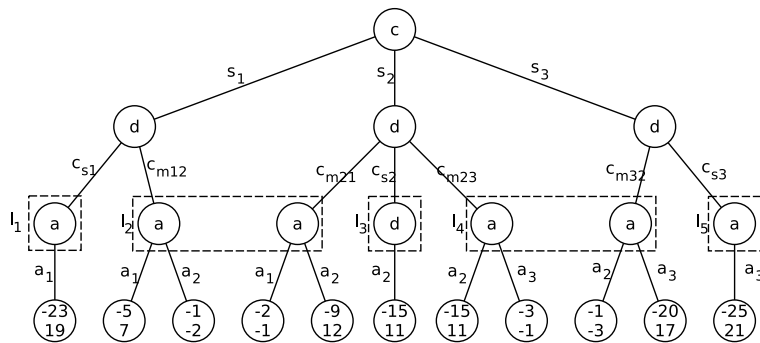 c
s1 s2 s3
d d d
cs1 cm12 cm21 cs2 cm23 cm32 cs3
I1 a I2 a a I3 d I4 a a I5 a
a1 a1 a2 a1 a2 a2 a2 a3 a2 a3 a3
-23 -5 -1 -2 -9 -15 -15 -3 -1 -20 -25
19 7 -2 -1 12 11 11 -1 -3 17 21